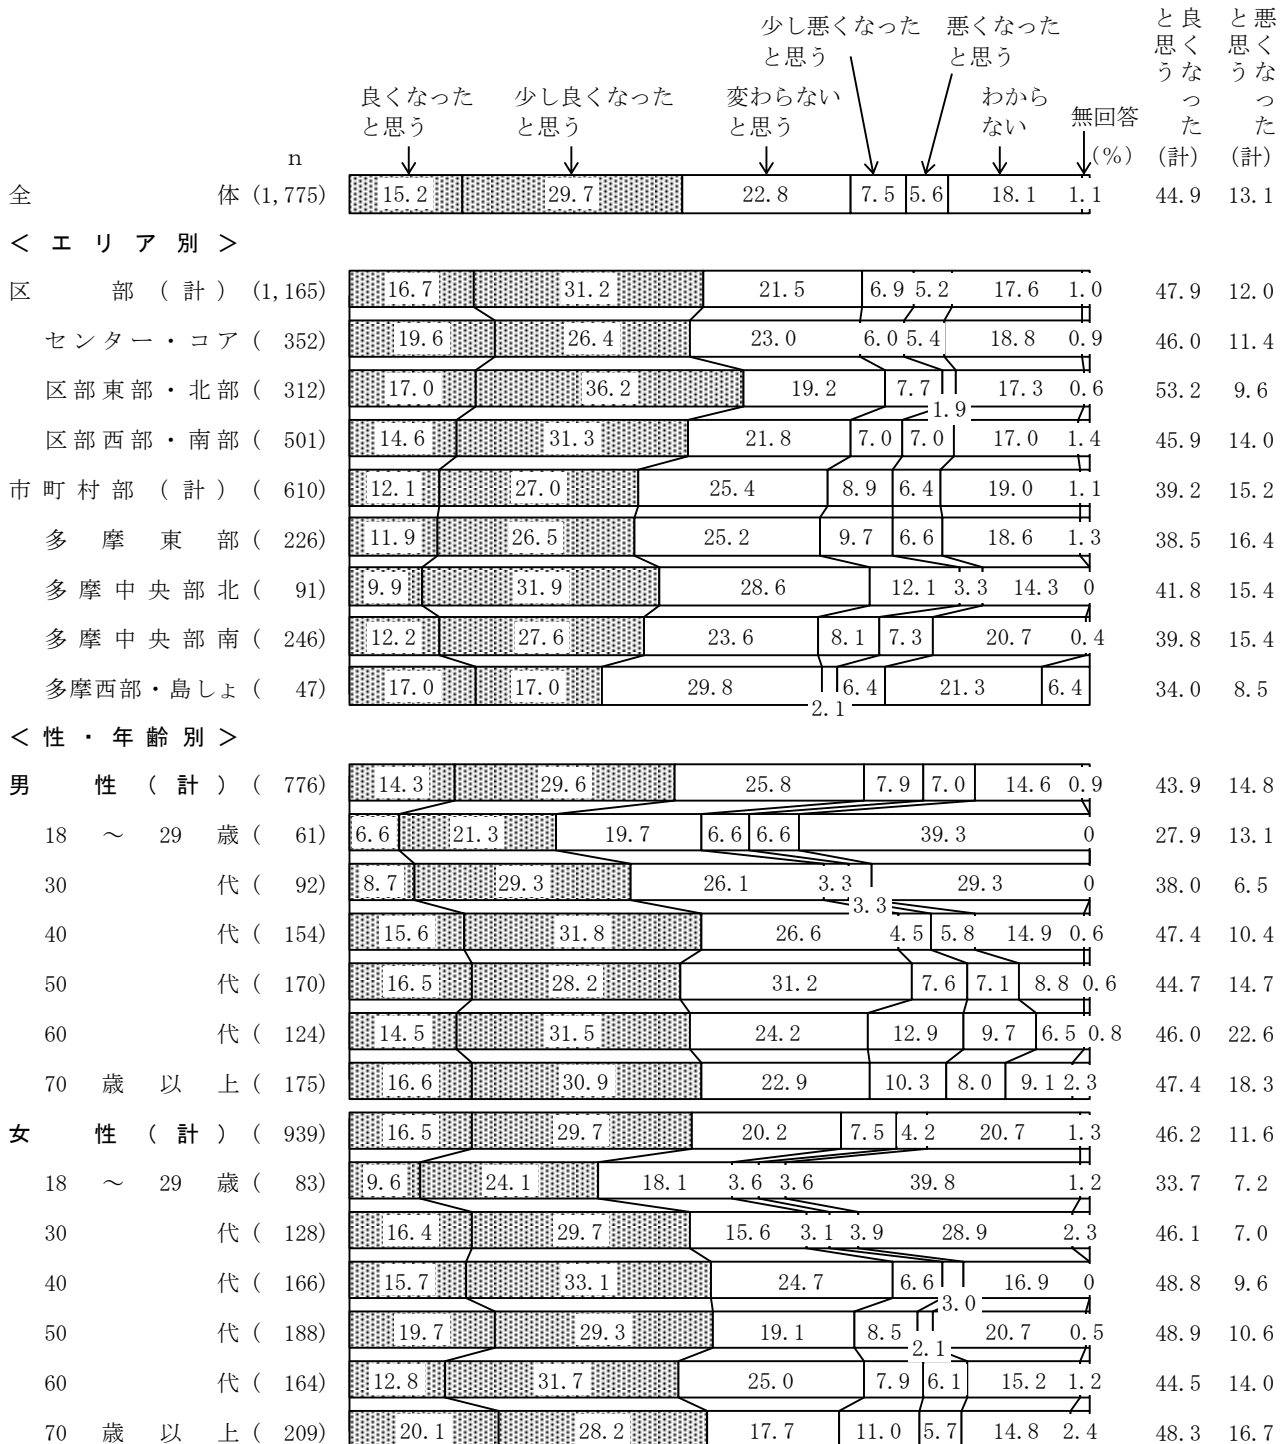 良くなった と思う
少し良くなった と思う
変わらない と思う
少し悪くなった と思う
悪くなった と思う
わから ない
無回答
良くなった と思う (計)
悪くなった と思う (計)
n (%)
全体 (1,775) 15.2 29.7 22.8 7.5 5.6 18.1 1.1 44.9 13.1
＜エリア別＞
区部(計) (1,165) 16.7 31.2 21.5 6.9 5.2 17.6 1.0 47.9 12.0
センター・コア ( 352) 19.6 26.4 23.0 6.0 5.4 18.8 0.9 46.0 11.4
区部東部・北部 ( 312) 17.0 36.2 19.2 7.7 1.9 17.3 0.6 53.2 9.6
区部西部・南部 ( 501) 14.6 31.3 21.8 7.0 7.0 17.0 1.4 45.9 14.0
市町村部(計) ( 610) 12.1 27.0 25.4 8.9 6.4 19.0 1.1 39.2 15.2
多摩東部 ( 226) 11.9 26.5 25.2 9.7 6.6 18.6 1.3 38.5 16.4
多摩中央部北 ( 91) 9.9 31.9 28.6 12.1 3.3 14.3 0 41.8 15.4
多摩中央部南 ( 246) 12.2 27.6 23.6 8.1 7.3 20.7 0.4 39.8 15.4
多摩西部・島しょ ( 47) 17.0 17.0 29.8 2.1 6.4 21.3 6.4 34.0 8.5
＜性・年齢別＞
男性(計) ( 776) 14.3 29.6 25.8 7.9 7.0 14.6 0.9 43.9 14.8
18～29歳 ( 61) 6.6 21.3 19.7 6.6 6.6 39.3 0 27.9 13.1
30代 ( 92) 8.7 29.3 26.1 3.3 3.3 29.3 0 38.0 6.5
40代 ( 154) 15.6 31.8 26.6 4.5 5.8 14.9 0.6 47.4 10.4
50代 ( 170) 16.5 28.2 31.2 7.6 7.1 8.8 0.6 44.7 14.7
60代 ( 124) 14.5 31.5 24.2 12.9 9.7 6.5 0.8 46.0 22.6
70歳以上 ( 175) 16.6 30.9 22.9 10.3 8.0 9.1 2.3 47.4 18.3
女性(計) ( 939) 16.5 29.7 20.2 7.5 4.2 20.7 1.3 46.2 11.6
18～29歳 ( 83) 9.6 24.1 18.1 3.6 3.6 39.8 1.2 33.7 7.2
30代 ( 128) 16.4 29.7 15.6 3.1 3.9 28.9 2.3 46.1 7.0
40代 ( 166) 15.7 33.1 24.7 6.6 3.0 16.9 0 48.8 9.6
50代 ( 188) 19.7 29.3 19.1 8.5 2.1 20.7 0.5 48.9 10.6
60代 ( 164) 12.8 31.7 25.0 7.9 6.1 15.2 1.2 44.5 14.0
70歳以上 ( 209) 20.1 28.2 17.7 11.0 5.7 14.8 2.4 48.3 16.7